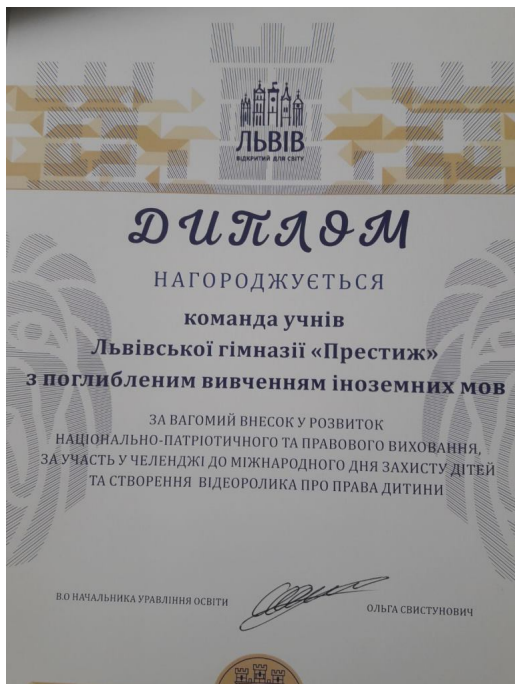 ЛЬВІВ
ВІДКРИТИЙ ДЛЯ СВІТУ
ДИПЛОМ
НАГОРОДЖУЄТЬСЯ
команда учнів
Львівської гімназії «Престиж»
з поглибленим вивченням іноземних мов
ЗА ВАГОМИЙ ВНЕСОК У РОЗВИТОК
НАЦІОНАЛЬНО-ПАТРІОТИЧНОГО ТА ПРАВОВОГО ВИХОВАННЯ,
ЗА УЧАСТЬ У ЧЕЛЕНДЖІ ДО МІЖНАРОДНОГО ДНЯ ЗАХИСТУ ДІТЕЙ
ТА СТВОРЕННЯ ВІДЕОРОЛИКА ПРО ПРАВА ДИТИНИ
В.О НАЧАЛЬНИКА УРАВЛІННЯ ОСВІТИ
ОЛЬГА СВИСТУНОВИЧ